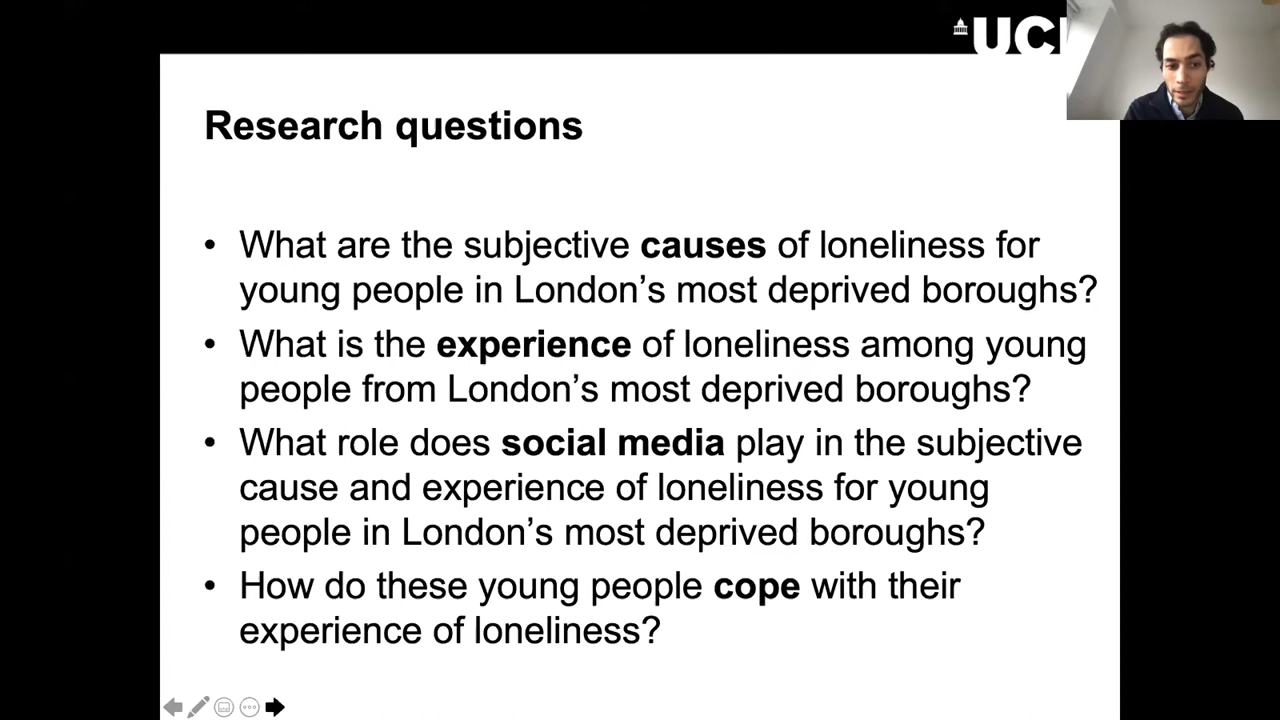 UCL
Research questions
• What are the subjective causes of loneliness for
young people in London’s most deprived boroughs?
• What is the experience of loneliness among young
people from London’s most deprived boroughs?
• What role does social media play in the subjective
cause and experience of loneliness for young
people in London’s most deprived boroughs?
• How do these young people cope with their
experience of loneliness?